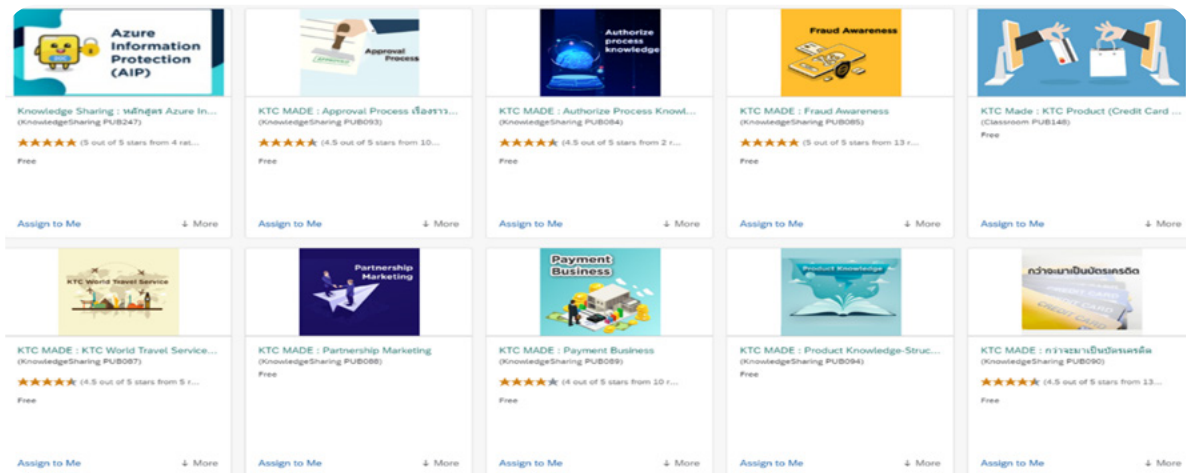 Azure
Information
Protection
(AIP)
Knowledge Sharing : หลักสูตร Azure In...
(KnowledgeSharing PUB247)
(5 out of 5 stars from 4 rat...
Free
Assign to Me
↓ More
Approval
Process
KTC MADE : Approval Process เรื่องราว...
(KnowledgeSharing PUB093)
(4.5 out of 5 stars from 10...
Free
Assign to Me
↓ More
Authorize
process
knowledge
KTC MADE : Authorize Process Knowl...
(KnowledgeSharing PUB084)
(4.5 out of 5 stars from 2 r...
Free
Assign to Me
↓ More
Fraud Awareness
KTC MADE : Fraud Awareness
(KnowledgeSharing PUB085)
(5 out of 5 stars from 13 r...
Free
Assign to Me
↓ More
KTC Made : KTC Product (Credit Card ...
(Classroom PUB148)
Free
Assign to Me
↓ More
KTC World Travel Service
KTC MADE : KTC World Travel Service...
(KnowledgeSharing PUB087)
(4.5 out of 5 stars from 5 r...
Free
Assign to Me
↓ More
Partnership
Marketing
KTC MADE : Partnership Marketing
(KnowledgeSharing PUB086)
Free
Assign to Me
↓ More
Payment
Business
KTC MADE : Payment Business
(KnowledgeSharing PUB089)
(4 out of 5 stars from 10 r...
Free
Assign to Me
↓ More
Product Knowledge
KTC MADE : Product Knowledge-Struc...
(KnowledgeSharing PUB094)
Free
Assign to Me
↓ More
กว่าจะมาเป็นบัตรเครดิต
CREDIT CARD
CREDIT CARD
KTC MADE : กว่าจะมาเป็นบัตรเครดิต
(KnowledgeSharing PUB090)
(4.5 out of 5 stars from 13...
Free
Assign to Me
↓ More